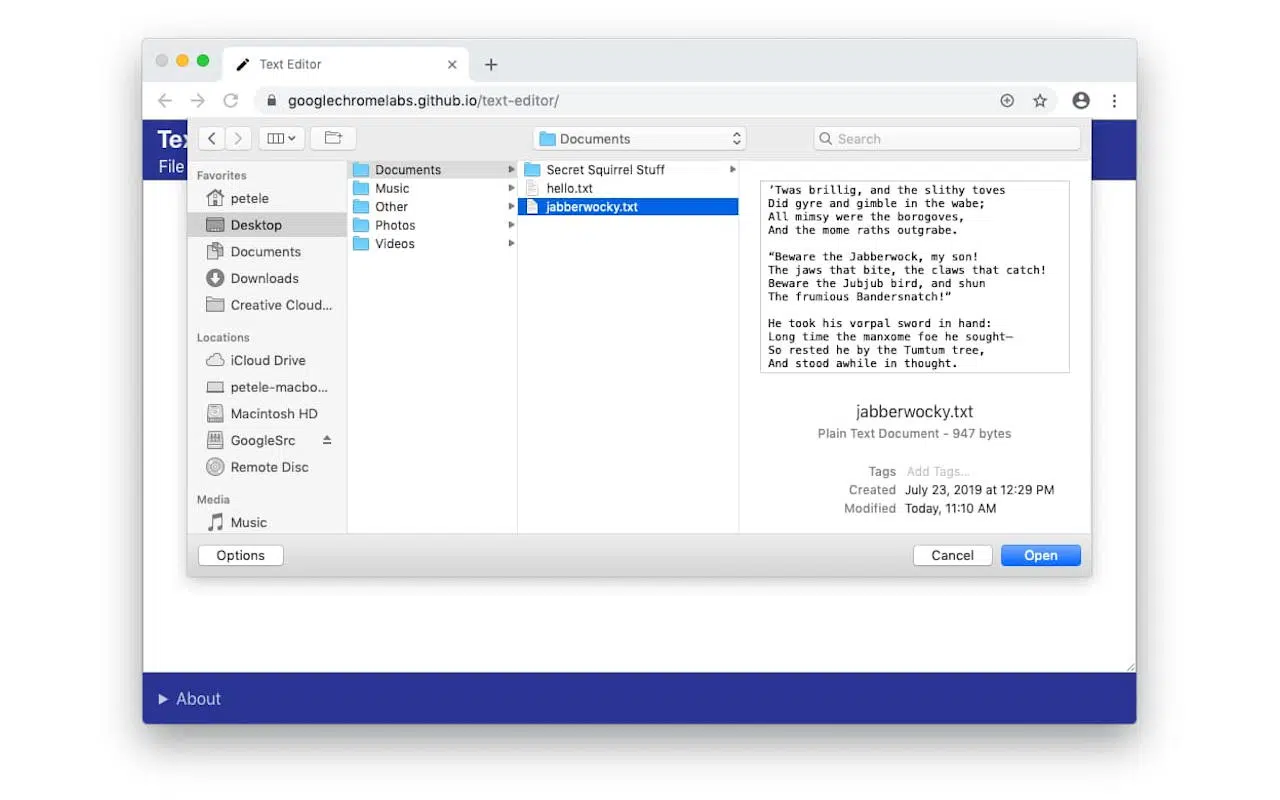 Text Editor
googlechromelabs.github.io/text-editor/
Te
File
Documents
Search
Favorites
petele
Desktop
Documents
Downloads
Creative Cloud...
Locations
iCloud Drive
petele-macbo...
Macintosh HD
GoogleSrc
Remote Disc
Media
Music
Documents
Music
Other
Photos
Videos
Secret Squirrel Stuff
hello.txt
jabberwocky.txt
’Twas brillig, and the slithy toves
Did gyre and gimble in the wabe;
All mimsy were the borogoves,
And the mome raths outgrabe.
“Beware the Jabberwock, my son!
The jaws that bite, the claws that catch!
Beware the Jubjub bird, and shun
The frumious Bandersnatch!”
He took his vorpal sword in hand:
Long time the manxome foe he sought—
So rested he by the Tumtum tree,
And stood awhile in thought.
jabberwocky.txt
Plain Text Document - 947 bytes
Tags Add Tags...
Created July 23, 2019 at 12:29 PM
Modified Today, 11:10 AM
Options
Cancel
Open
About